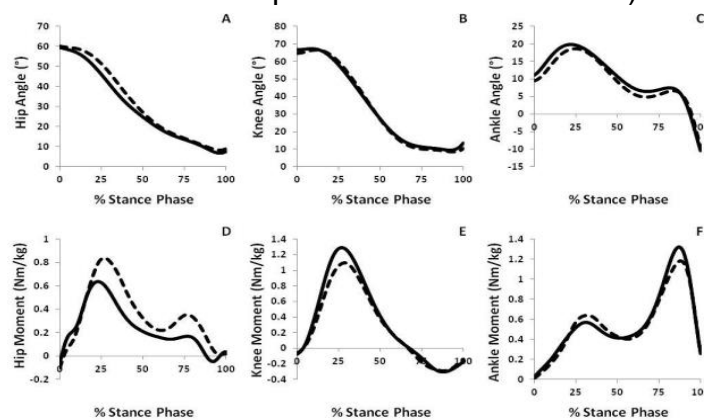 A
Hip Angle (°)
70
60
50
40
30
20
10
0
0 25 50 75 100
% Stance Phase
B
Knee Angle (°)
80
70
60
50
40
30
20
10
0
0 25 50 75 100
% Stance Phase
C
Ankle Angle (°)
25
20
15
10
5
0
-5
-10
-15
0 25 50 75 100
% Stance Phase
D
Hip Moment (Nm/kg)
1
0.8
0.6
0.4
0.2
0
-0.2
0 25 50 75 100
% Stance Phase
E
Knee Moment (Nm/kg)
1.4
1.2
1
0.8
0.6
0.4
0.2
0
-0.2
-0.4
0 25 50 75 100
% Stance Phase
F
Ankle Moment (Nm/kg)
1.4
1.2
1
0.8
0.6
0.4
0.2
0
0 25 50 75 100
% Stance Phase